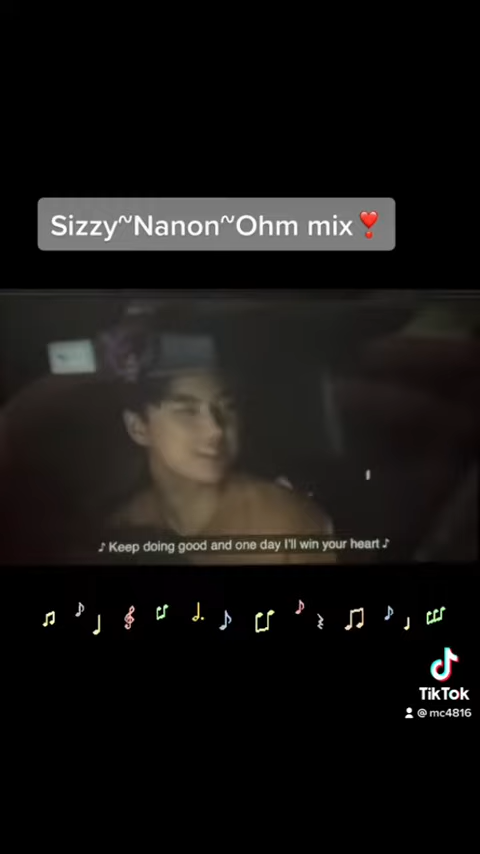 Sizzy~Nanon~Ohm mix❣️
♪ Keep doing good and one day I'll win your heart ♪
TikTok
@mc4816